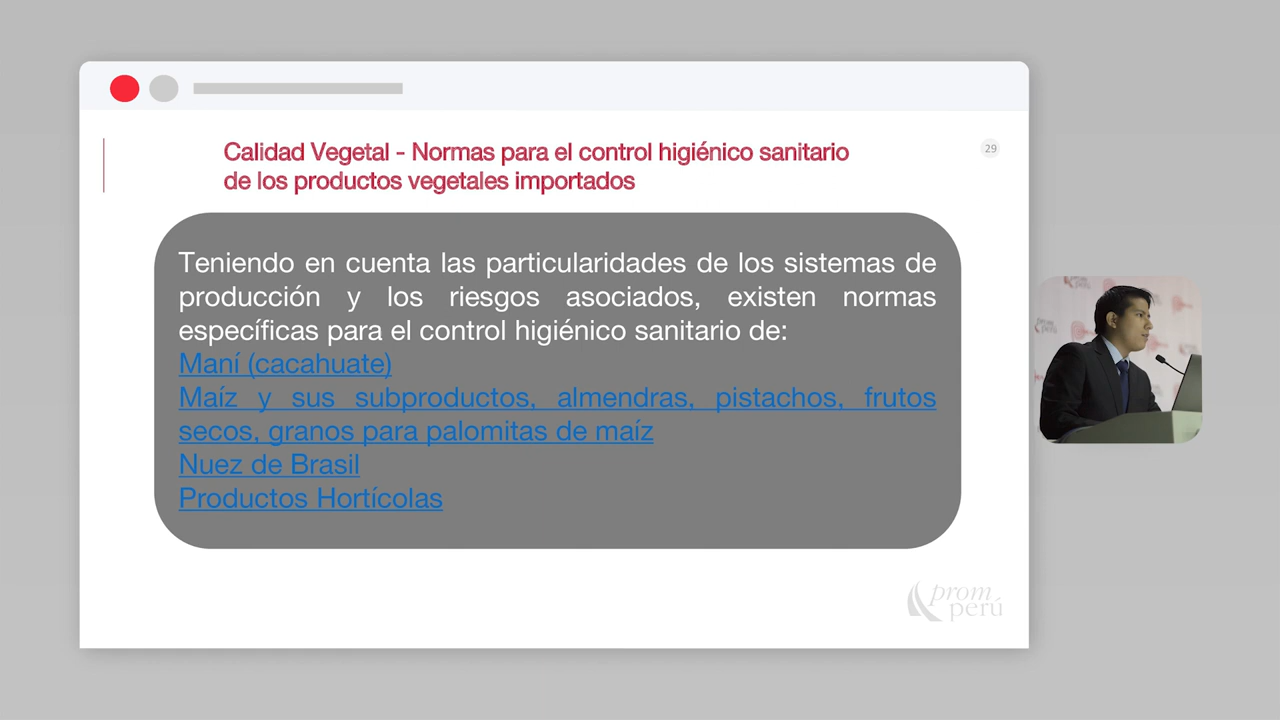 Calidad Vegetal - Normas para el control higiénico sanitario
de los productos vegetales importados
29
Teniendo en cuenta las particularidades de los sistemas de
producción y los riesgos asociados, existen normas
específicas para el control higiénico sanitario de:
Maní (cacahuate)
Maíz y sus subproductos, almendras, pistachos, frutos
secos, granos para palomitas de maíz
Nuez de Brasil
Productos Hortícolas
prom
perú